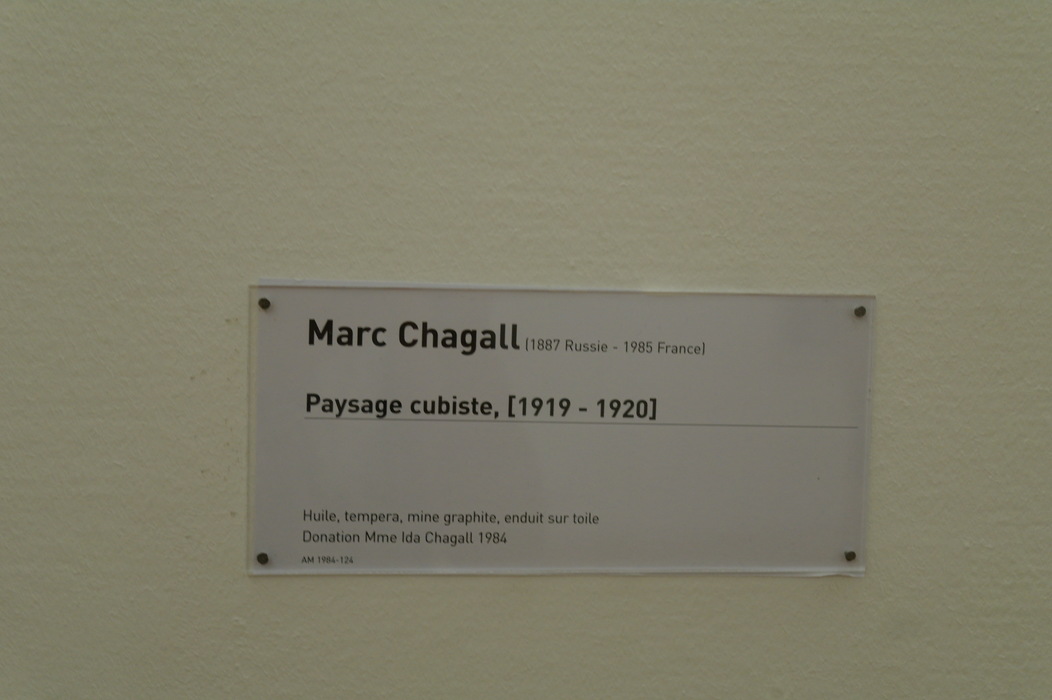 Marc Chagall (1887 Russie - 1985 France)
Paysage cubiste, [1919 - 1920]
Huile, tempera, mine graphite, enduit sur toile
Donation Mme Ida Chagall 1984
AM 1984-124